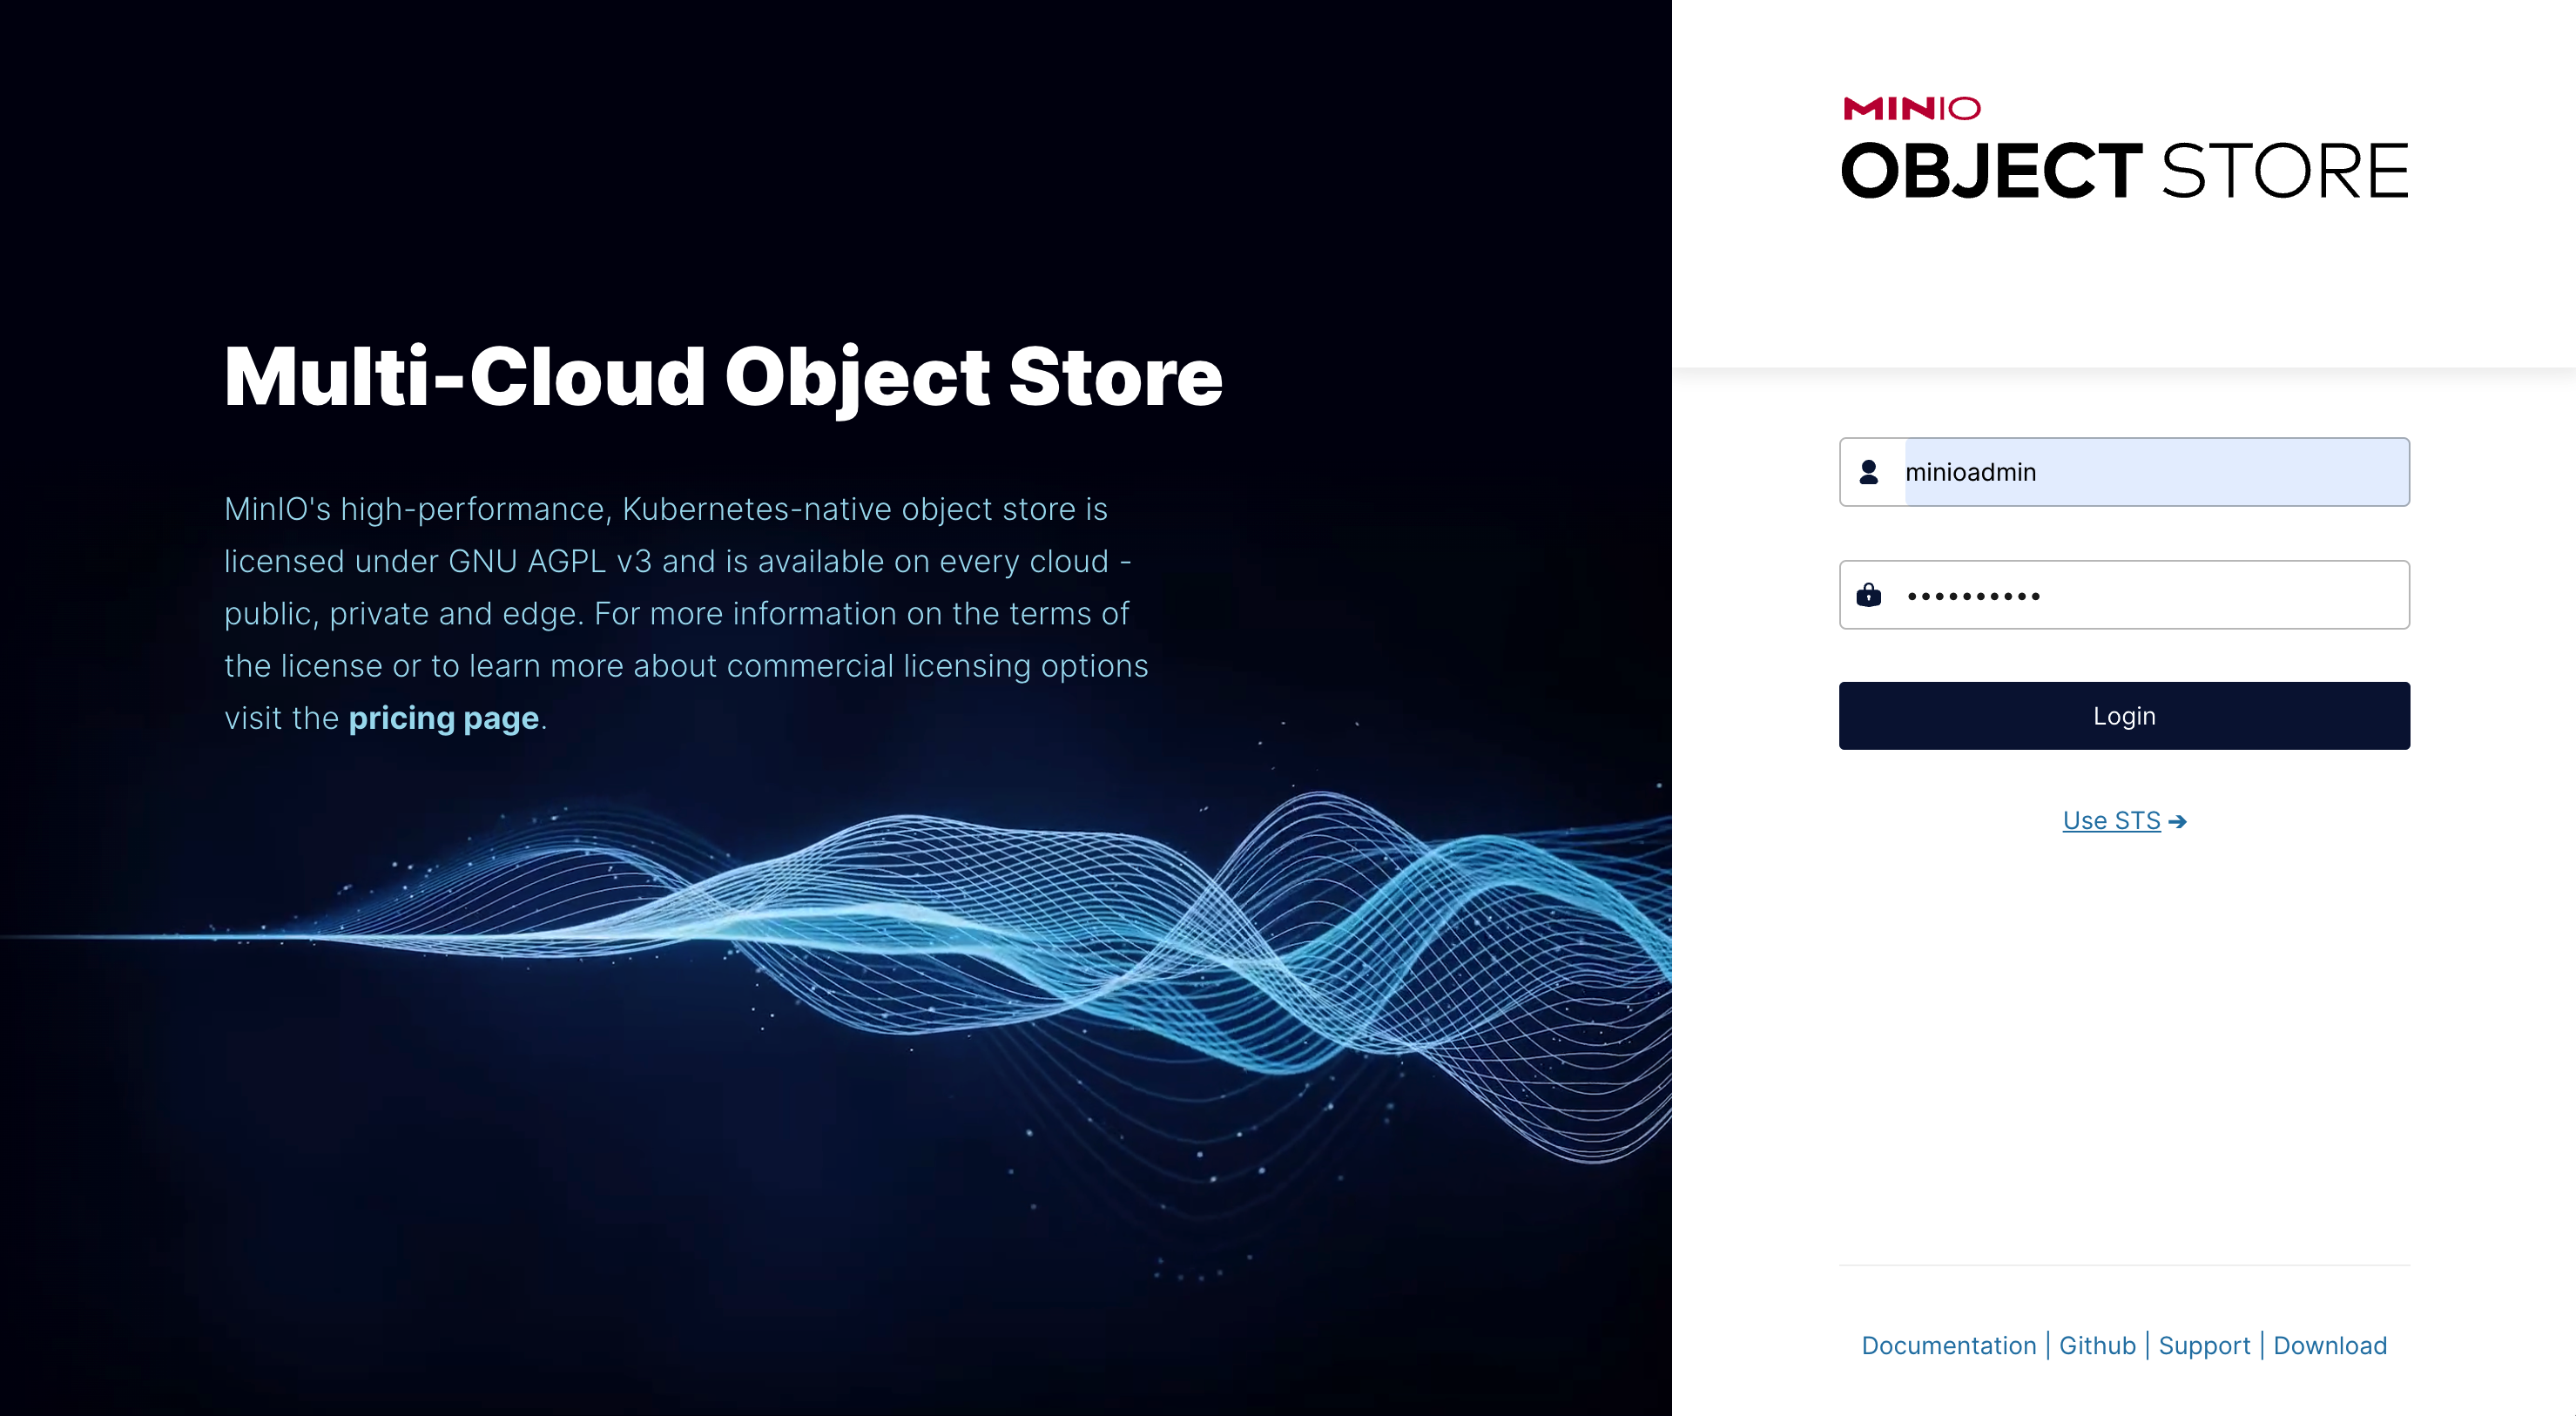 Multi-Cloud Object Store
MinIO's high-performance, Kubernetes-native object store is
licensed under GNU AGPL v3 and is available on every cloud -
public, private and edge. For more information on the terms of
the license or to learn more about commercial licensing options
visit the pricing page.
MINIO
OBJECT STORE
minioadmin
••••••••••
Login
Use STS ➔
Documentation | Github | Support | Download